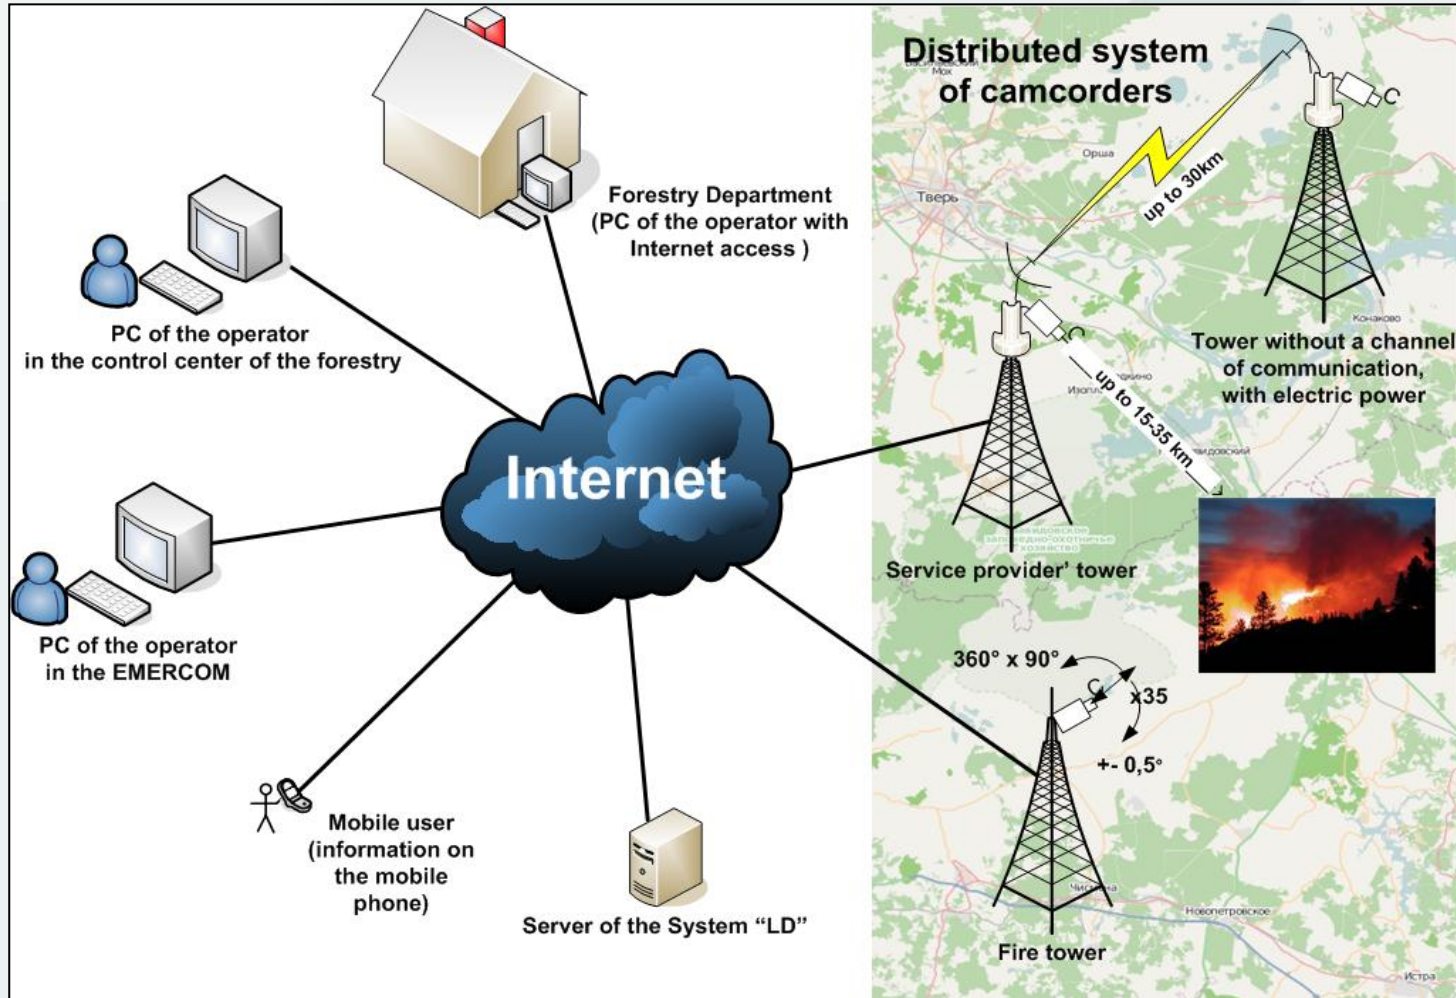 Distributed system
of camcorders
Forestry Department
(PC of the operator with
Internet access )
PC of the operator
in the control center of the forestry
Internet
PC of the operator
in the EMERCOM
Mobile user
(information on
the mobile
phone)
Server of the System “LD”
up to 30km
Tower without a channel
of communication,
with electric power
up to 15-35 km
Service provider’ tower
360° x 90°
x35
+- 0,5°
Fire tower
Мох
Орша
Тверь
Конаково
Чисмена
Новопетровское
Истра